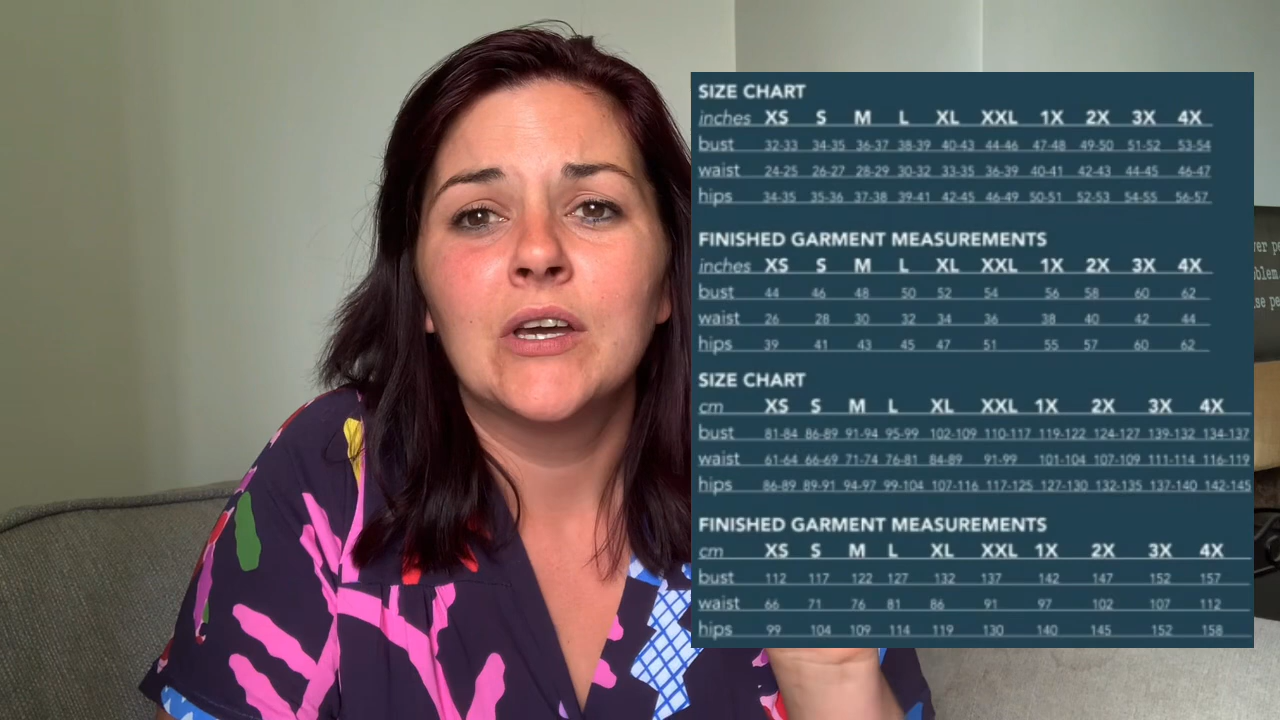 SIZE CHART
inches XS S M L XL XXL 1X 2X 3X 4X
bust 32-33 34-35 36-37 38-39 40-43 44-46 47-48 49-50 51-52 53-54
waist 24-25 26-27 28-29 30-32 33-35 36-39 40-41 42-43 44-45 46-47
hips 34-35 35-36 37-38 39-41 42-45 46-49 50-51 52-53 54-55 56-57
FINISHED GARMENT MEASUREMENTS
inches XS S M L XL XXL 1X 2X 3X 4X
bust 44 46 48 50 52 54 56 58 60 62
waist 26 28 30 32 34 36 38 40 42 44
hips 39 41 43 45 47 51 55 57 60 62
SIZE CHART
cm XS S M L XL XXL 1X 2X 3X 4X
bust 81-84 86-89 91-94 95-99 102-109 110-117 119-122 124-127 139-132 134-137
waist 61-64 66-69 71-74 76-81 84-89 91-99 101-104 107-109 111-114 116-119
hips 86-89 89-91 94-97 99-104 107-116 117-125 127-130 132-135 137-140 142-145
FINISHED GARMENT MEASUREMENTS
cm XS S M L XL XXL 1X 2X 3X 4X
bust 112 117 122 127 132 137 142 147 152 157
waist 66 71 76 81 86 91 97 102 107 112
hips 99 104 109 114 119 130 140 145 152 158